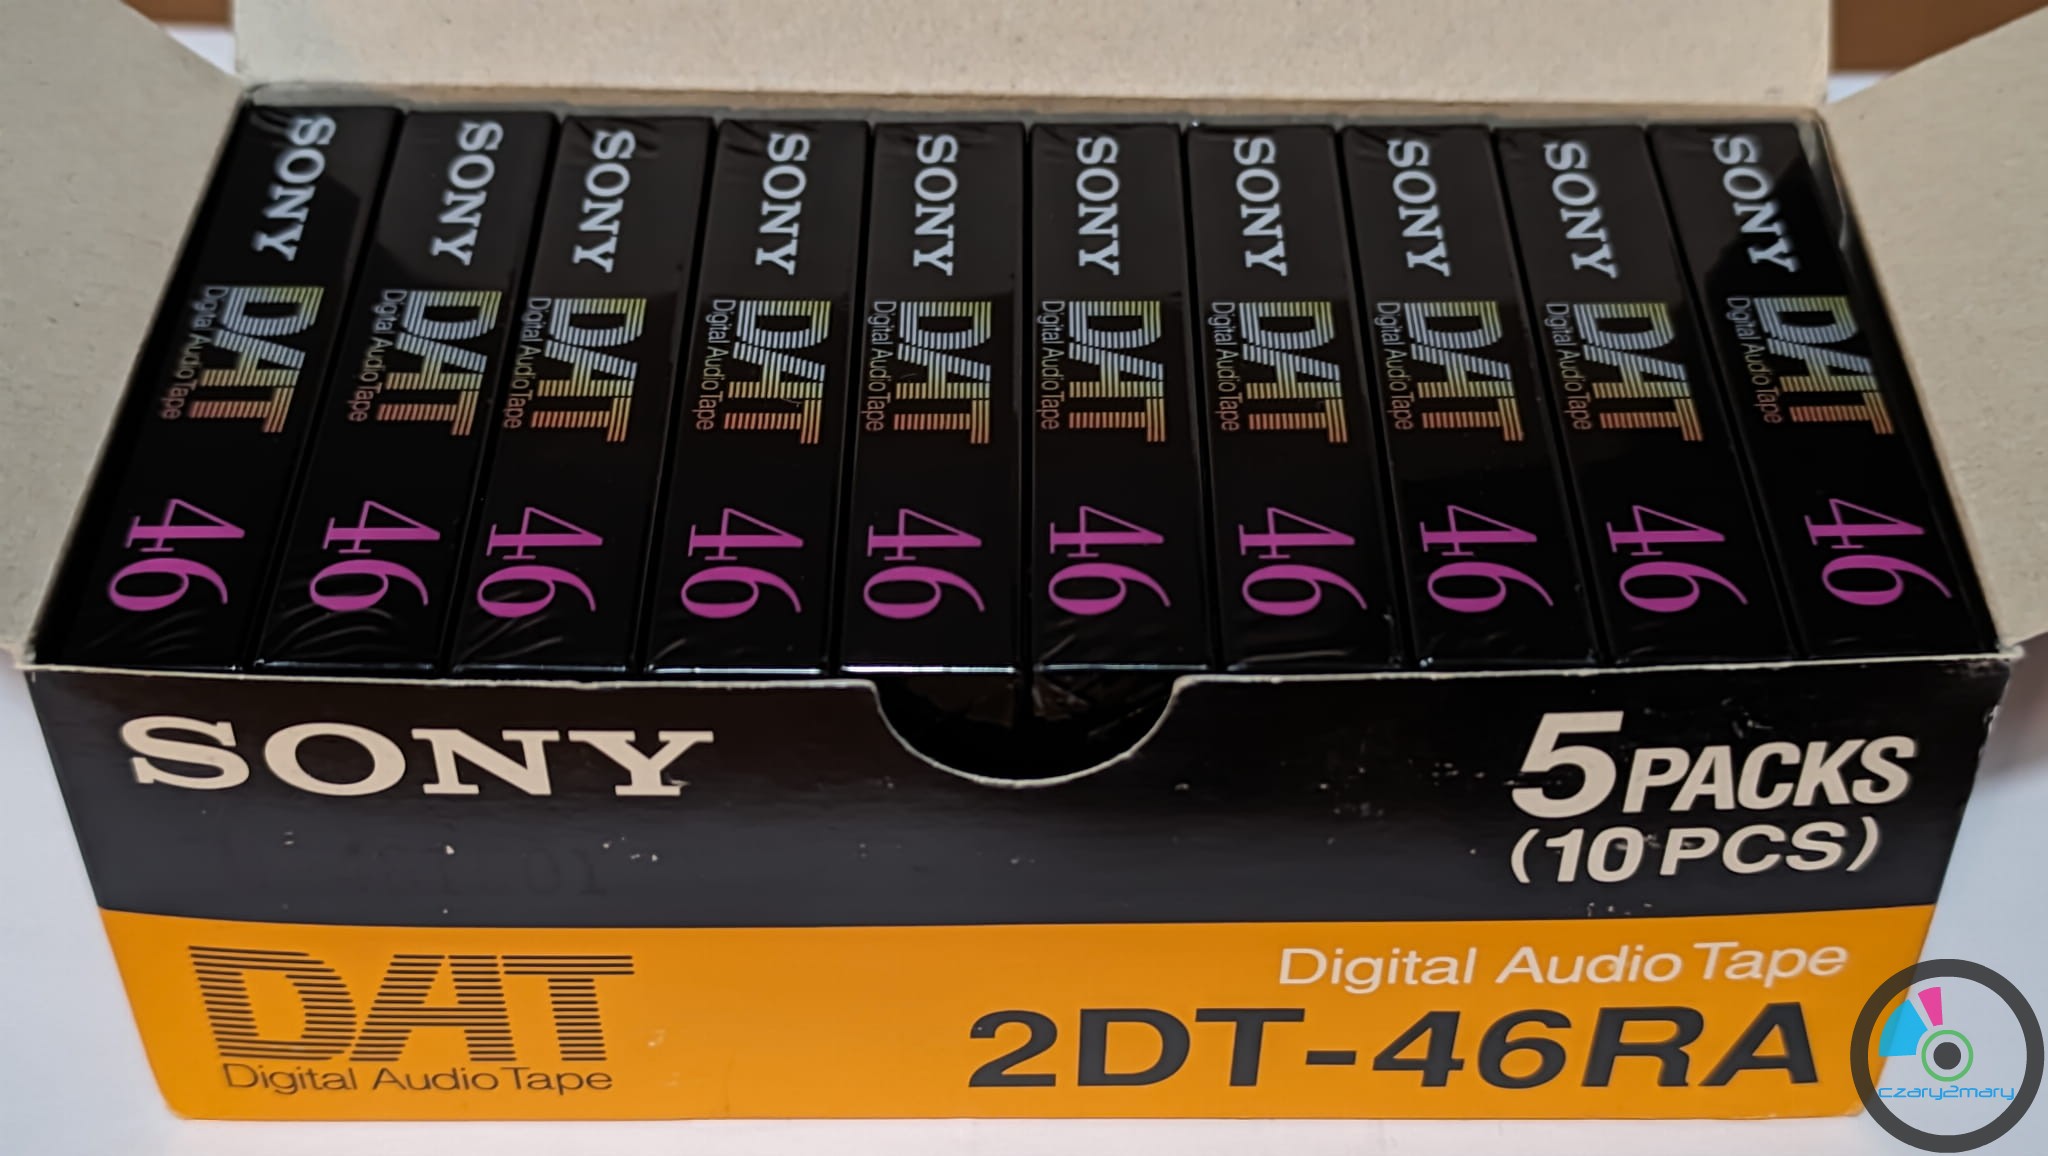 SONY
DAT
Digital Audio Tape
46
SONY
DAT
Digital Audio Tape
46
SONY
DAT
Digital Audio Tape
46
SONY
DAT
Digital Audio Tape
46
SONY
DAT
Digital Audio Tape
46
SONY
DAT
Digital Audio Tape
46
SONY
DAT
Digital Audio Tape
46
SONY
DAT
Digital Audio Tape
46
SONY
DAT
Digital Audio Tape
46
SONY
DAT
Digital Audio Tape
46
SONY
5 PACKS
(10 PCS)
DAT
Digital Audio Tape
Digital Audio Tape
2DT-46RA
czary2mary